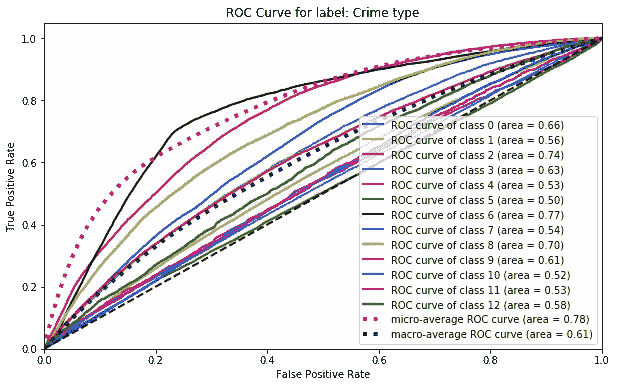 ROC Curve for label: Crime type
True Positive Rate
1.0
0.8
0.6
0.4
0.2
0.0
ROC curve of class 0 (area = 0.66)
ROC curve of class 1 (area = 0.56)
ROC curve of class 2 (area = 0.74)
ROC curve of class 3 (area = 0.63)
ROC curve of class 4 (area = 0.53)
ROC curve of class 5 (area = 0.50)
ROC curve of class 6 (area = 0.77)
ROC curve of class 7 (area = 0.54)
ROC curve of class 8 (area = 0.70)
ROC curve of class 9 (area = 0.61)
ROC curve of class 10 (area = 0.52)
ROC curve of class 11 (area = 0.53)
ROC curve of class 12 (area = 0.58)
micro-average ROC curve (area = 0.78)
macro-average ROC curve (area = 0.61)
0.0 0.2 0.4 0.6 0.8 1.0
False Positive Rate